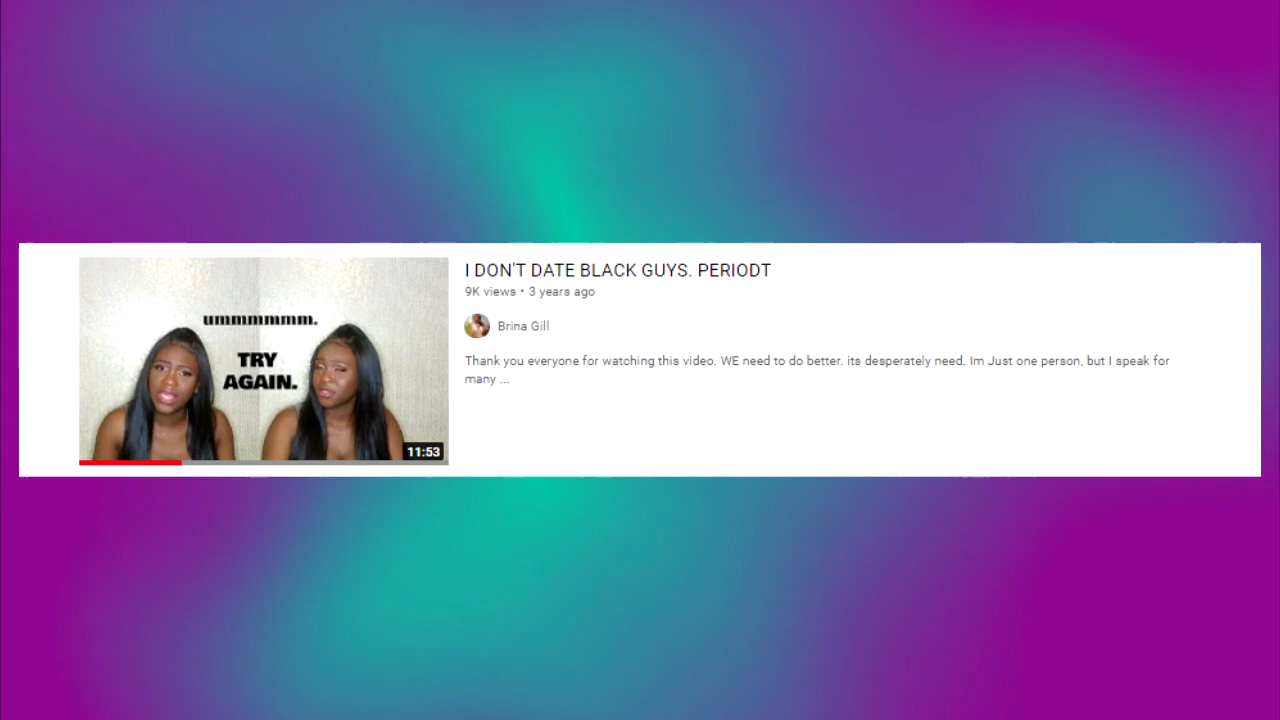 ummmmmmm.
TRY
AGAIN.
11:53
I DON'T DATE BLACK GUYS. PERIODT
9K views • 3 years ago
Brina Gill
Thank you everyone for watching this video. WE need to do better. its desperately need. Im Just one person, but I speak for
many ...